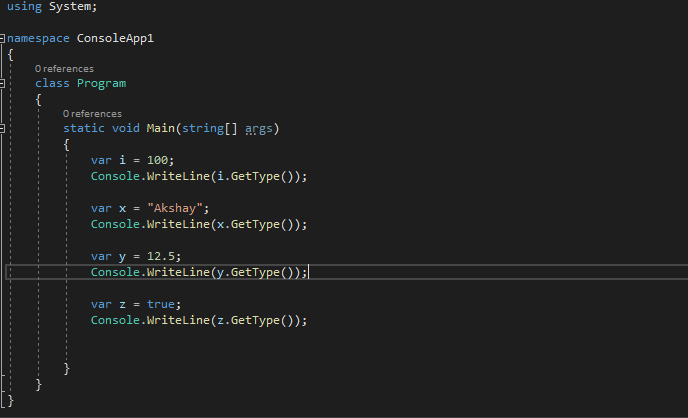 using System;
namespace ConsoleApp1
{
0 references
class Program
{
0 references
static void Main(string[] args)
{
var i = 100;
Console.WriteLine(i.GetType());
var x = "Akshay";
Console.WriteLine(x.GetType());
var y = 12.5;
Console.WriteLine(y.GetType());
var z = true;
Console.WriteLine(z.GetType());
}
}
}